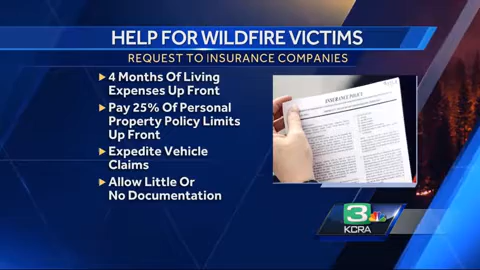 HELP FOR WILDFIRE VICTIMS
REQUEST TO INSURANCE COMPANIES
4 Months Of Living
Expenses Up Front
Pay 25% Of Personal
Property Policy Limits
Up Front
Expedite Vehicle
Claims
Allow Little Or
No Documentation
INSURANCE POLICY
3
KCRA